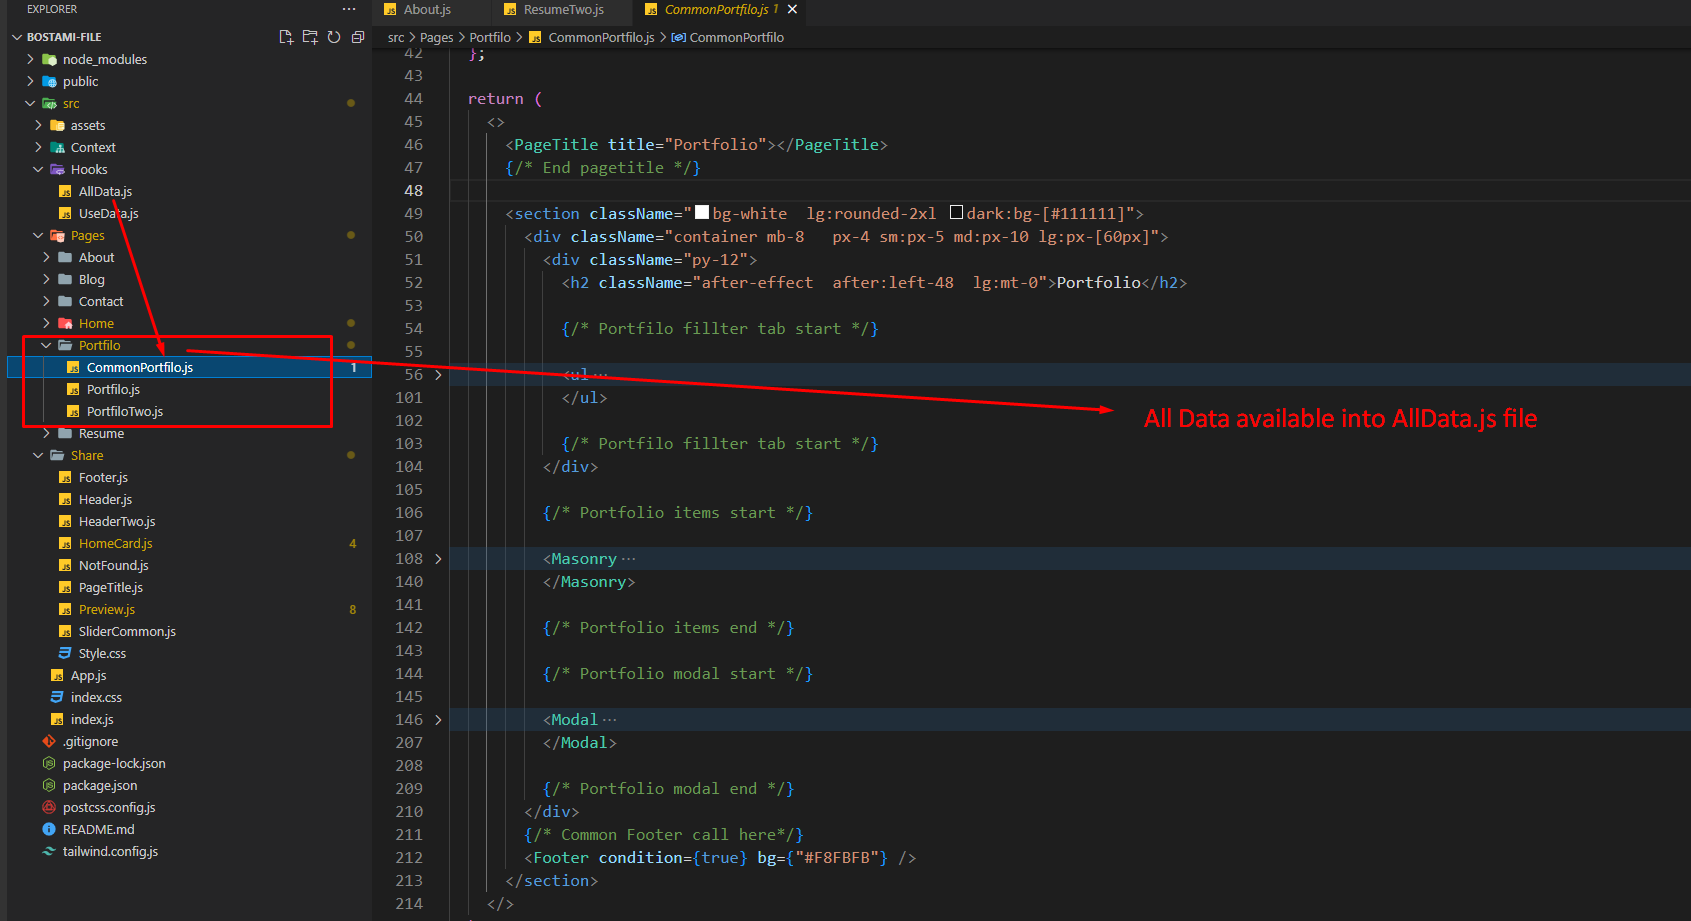 EXPLORER ···
BOSTAMI-FILE
node_modules
public
src
assets
Context
Hooks
AllData.js
UseData.js
Pages
About
Blog
Contact
Home
Portfilo
CommonPortfilo.js 1
Portfilo.js
PortfiloTwo.js
Resume
Share
Footer.js
Header.js
HeaderTwo.js
HomeCard.js 4
NotFound.js
PageTitle.js
Preview.js 8
SliderCommon.js
Style.css
App.js
index.css
index.js
.gitignore
package-lock.json
package.json
postcss.config.js
README.md
tailwind.config.js
About.js ResumeTwo.js CommonPortfilo.js 1
src > Pages > Portfilo > CommonPortfilo.js > CommonPortfilo
42 };
43
44 return (
45 <>
46 <PageTitle title="Portfolio"></PageTitle>
47 {/* End pagetitle */}
48
49 <section className="bg-white  lg:rounded-2xl dark:bg-[#111111]">
50 <div className="container mb-8   px-4 sm:px-5 md:px-10 lg:px-[60px]">
51 <div className="py-12">
52 <h2 className="after-effect  after:left-48  lg:mt-0">Portfolio</h2>
53
54 {/* Portfilo fillter tab start */}
55
56 <ul ···
101 </ul>
102
103 {/* Portfilo fillter tab start */}
104 </div>
105
106 {/* Portfolio items start */}
107
108 <Masonry ···
140 </Masonry>
141
142 {/* Portfolio items end */}
143
144 {/* Portfolio modal start */}
145
146 <Modal ···
207 </Modal>
208
209 {/* Portfolio modal end */}
210 </div>
211 {/* Common Footer call here*/}
212 <Footer condition={true} bg={"#F8FBFB"} />
213 </section>
214 </>
All Data available into AllData.js file